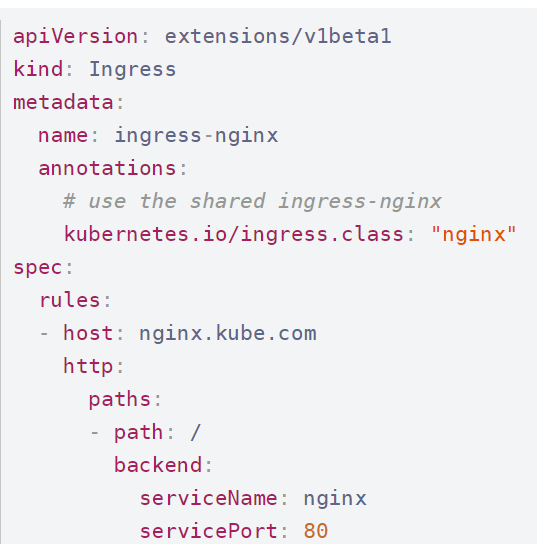 apiVersion: extensions/v1beta1
kind: Ingress
metadata:
  name: ingress-nginx
  annotations:
    # use the shared ingress-nginx
    kubernetes.io/ingress.class: "nginx"
spec:
  rules:
  - host: nginx.kube.com
    http:
      paths:
      - path: /
        backend:
          serviceName: nginx
          servicePort: 80